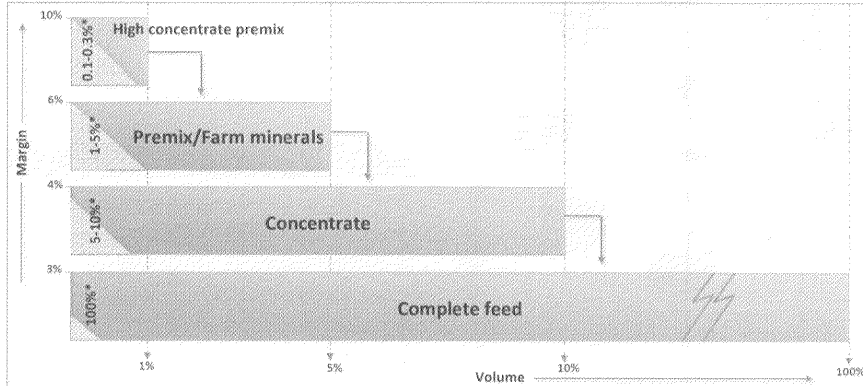 10%
High concentrate premix
0.1-0.3%*
6%
Premix/Farm minerals
1-5%*
Margin
4%
Concentrate
5-10%*
3%
Complete feed
100%*
1%
5%
10%
100%
Volume